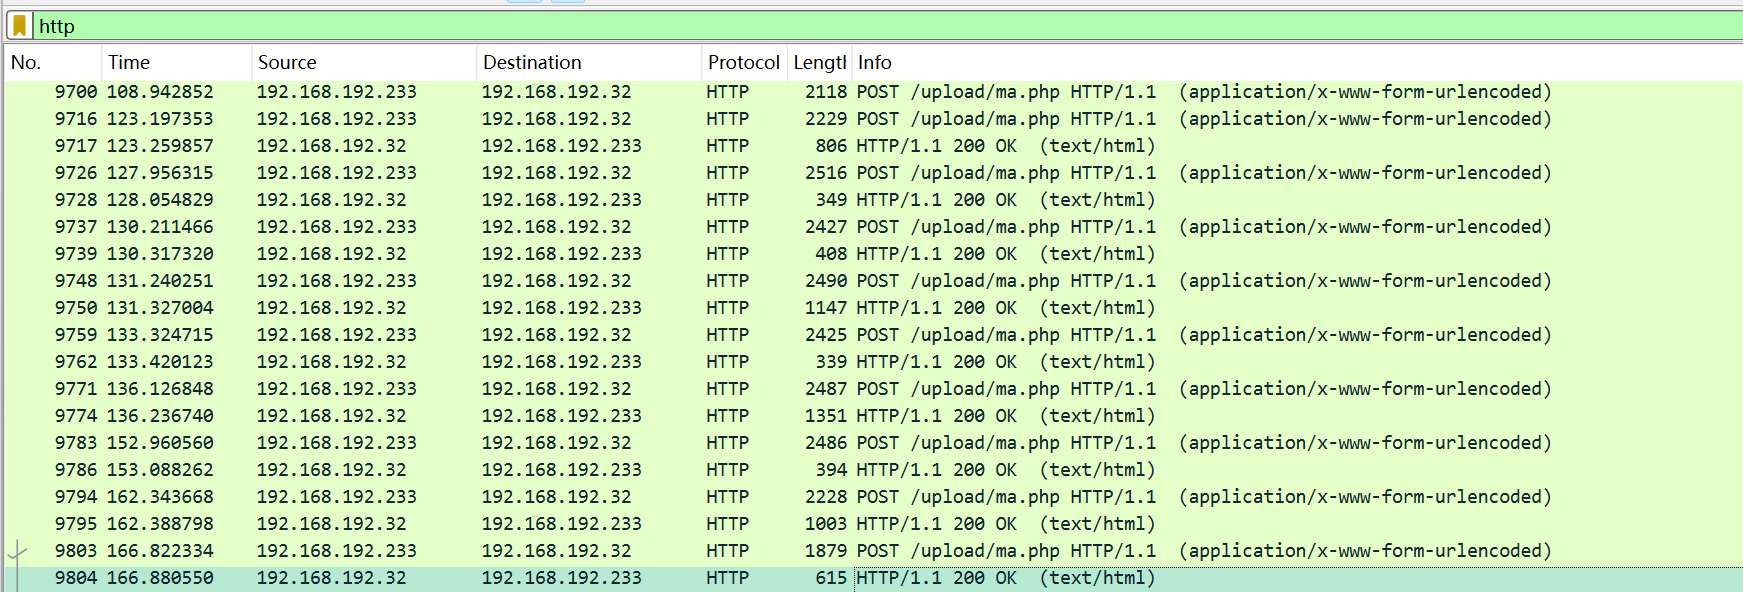 http
No. Time Source Destination Protocol Lengtl Info
9700 108.942852 192.168.192.233 192.168.192.32 HTTP 2118 POST /upload/ma.php HTTP/1.1 (application/x-www-form-urlencoded)
9716 123.197353 192.168.192.233 192.168.192.32 HTTP 2229 POST /upload/ma.php HTTP/1.1 (application/x-www-form-urlencoded)
9717 123.259857 192.168.192.32 192.168.192.233 HTTP 806 HTTP/1.1 200 OK (text/html)
9726 127.956315 192.168.192.233 192.168.192.32 HTTP 2516 POST /upload/ma.php HTTP/1.1 (application/x-www-form-urlencoded)
9728 128.054829 192.168.192.32 192.168.192.233 HTTP 349 HTTP/1.1 200 OK (text/html)
9737 130.211466 192.168.192.233 192.168.192.32 HTTP 2427 POST /upload/ma.php HTTP/1.1 (application/x-www-form-urlencoded)
9739 130.317320 192.168.192.32 192.168.192.233 HTTP 408 HTTP/1.1 200 OK (text/html)
9748 131.240251 192.168.192.233 192.168.192.32 HTTP 2490 POST /upload/ma.php HTTP/1.1 (application/x-www-form-urlencoded)
9750 131.327004 192.168.192.32 192.168.192.233 HTTP 1147 HTTP/1.1 200 OK (text/html)
9759 133.324715 192.168.192.233 192.168.192.32 HTTP 2425 POST /upload/ma.php HTTP/1.1 (application/x-www-form-urlencoded)
9762 133.420123 192.168.192.32 192.168.192.233 HTTP 339 HTTP/1.1 200 OK (text/html)
9771 136.126848 192.168.192.233 192.168.192.32 HTTP 2487 POST /upload/ma.php HTTP/1.1 (application/x-www-form-urlencoded)
9774 136.236740 192.168.192.32 192.168.192.233 HTTP 1351 HTTP/1.1 200 OK (text/html)
9783 152.960560 192.168.192.233 192.168.192.32 HTTP 2486 POST /upload/ma.php HTTP/1.1 (application/x-www-form-urlencoded)
9786 153.088262 192.168.192.32 192.168.192.233 HTTP 394 HTTP/1.1 200 OK (text/html)
9794 162.343668 192.168.192.233 192.168.192.32 HTTP 2228 POST /upload/ma.php HTTP/1.1 (application/x-www-form-urlencoded)
9795 162.388798 192.168.192.32 192.168.192.233 HTTP 1003 HTTP/1.1 200 OK (text/html)
9803 166.822334 192.168.192.233 192.168.192.32 HTTP 1879 POST /upload/ma.php HTTP/1.1 (application/x-www-form-urlencoded)
9804 166.880550 192.168.192.32 192.168.192.233 HTTP 615 HTTP/1.1 200 OK (text/html)